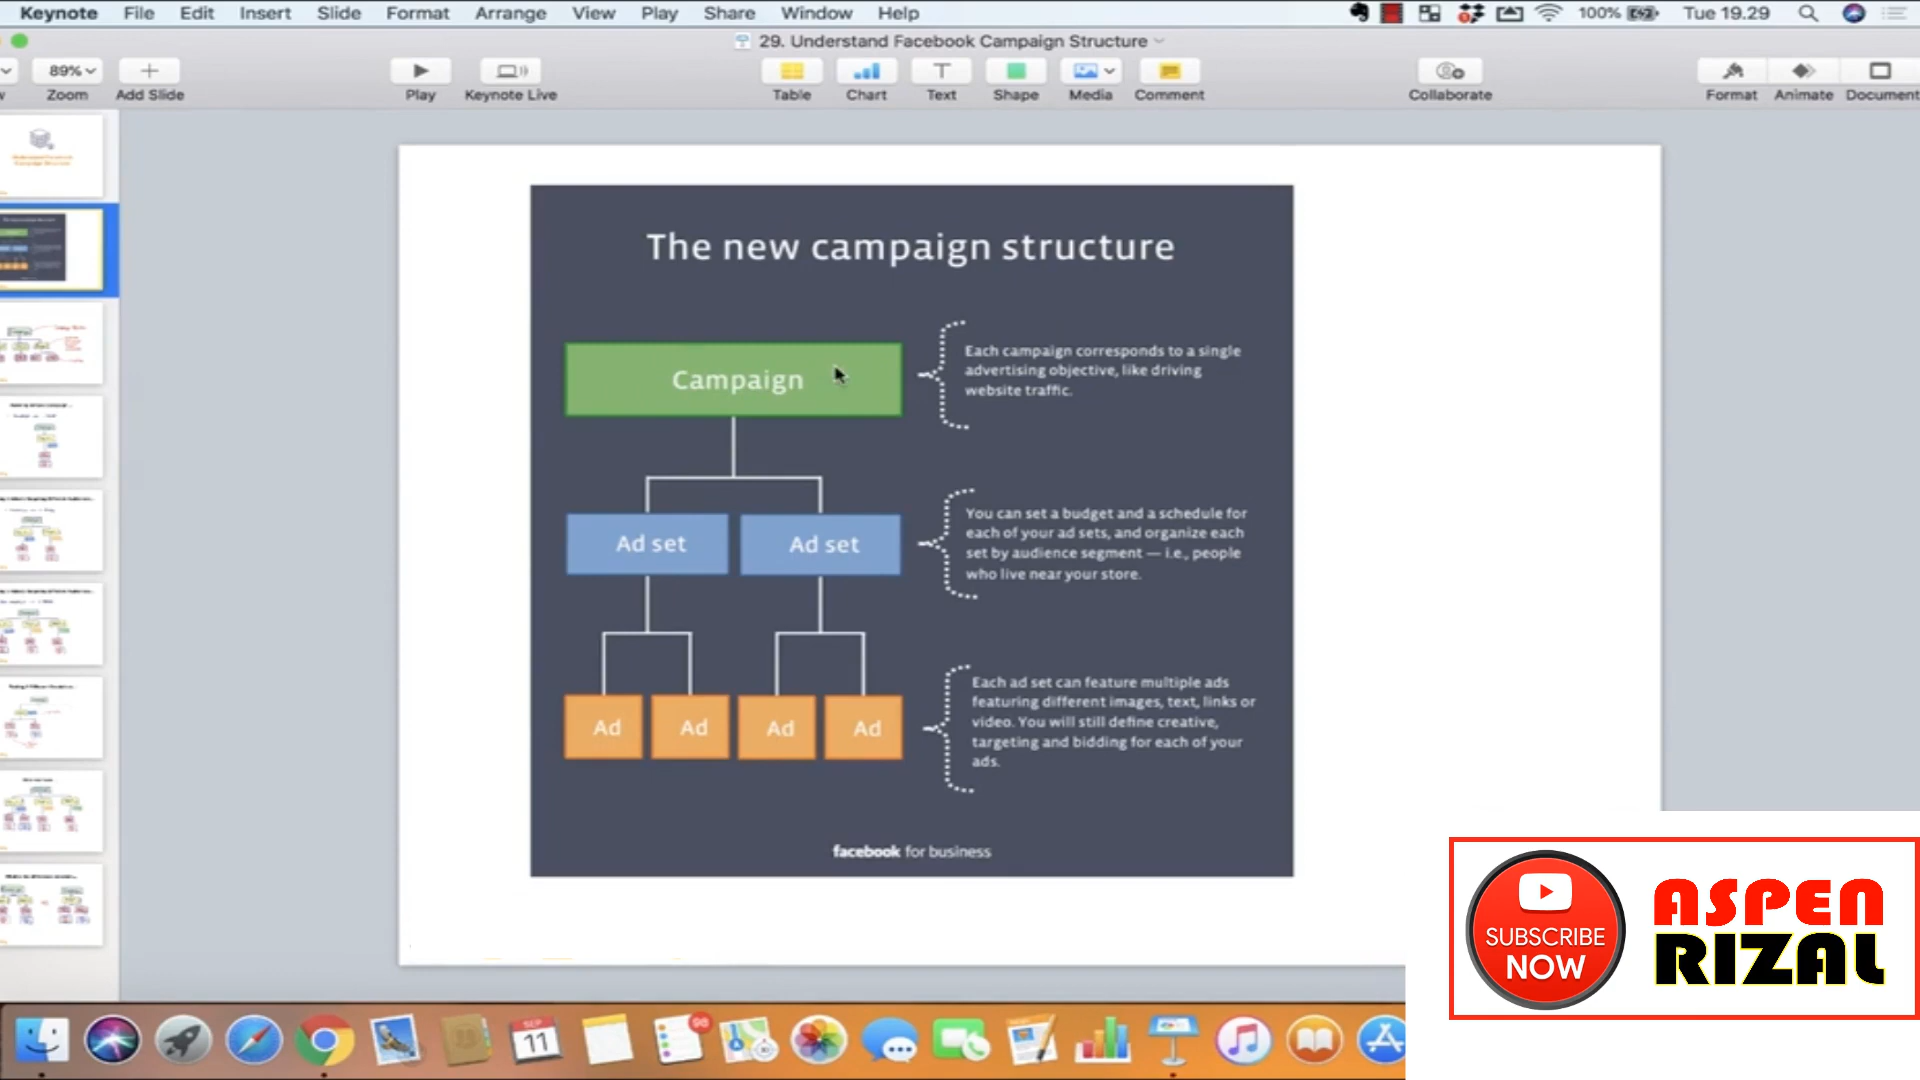 Keynote File Edit Insert Slide Format Arrange View Play Share Window Help 100% Tue 19.29
29. Understand Facebook Campaign Structure
89%
Zoom Add Slide Play Keynote Live Table Chart Text Shape Media Comment Collaborate Format Animate Document
The new campaign structure
Campaign
Each campaign corresponds to a single
advertising objective, like driving
website traffic.
Ad set Ad set
You can set a budget and a schedule for
each of your ad sets, and organize each
set by audience segment — i.e., people
who live near your store.
Ad Ad Ad Ad
Each ad set can feature multiple ads
featuring different images, text, links or
video. You will still define creative,
targeting and bidding for each of your
ads.
facebook for business
SUBSCRIBE
NOW
ASPEN
RIZAL
SEP
11
98